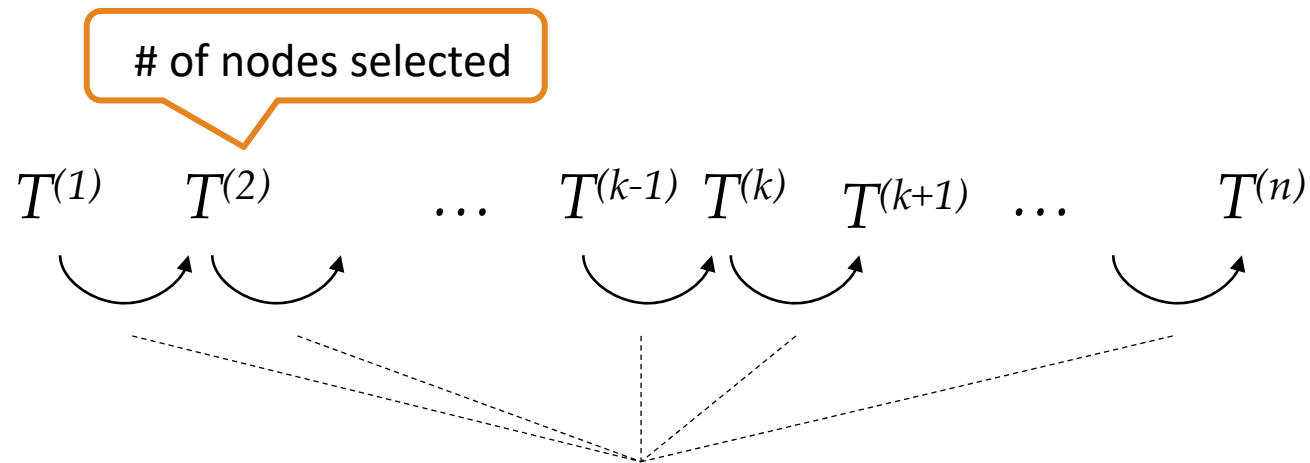 # of nodes selected
T⁽¹⁾ T⁽²⁾ … T⁽ᵏ⁻¹⁾ T⁽ᵏ⁾ T⁽ᵏ⁺¹⁾ … T⁽ⁿ⁾